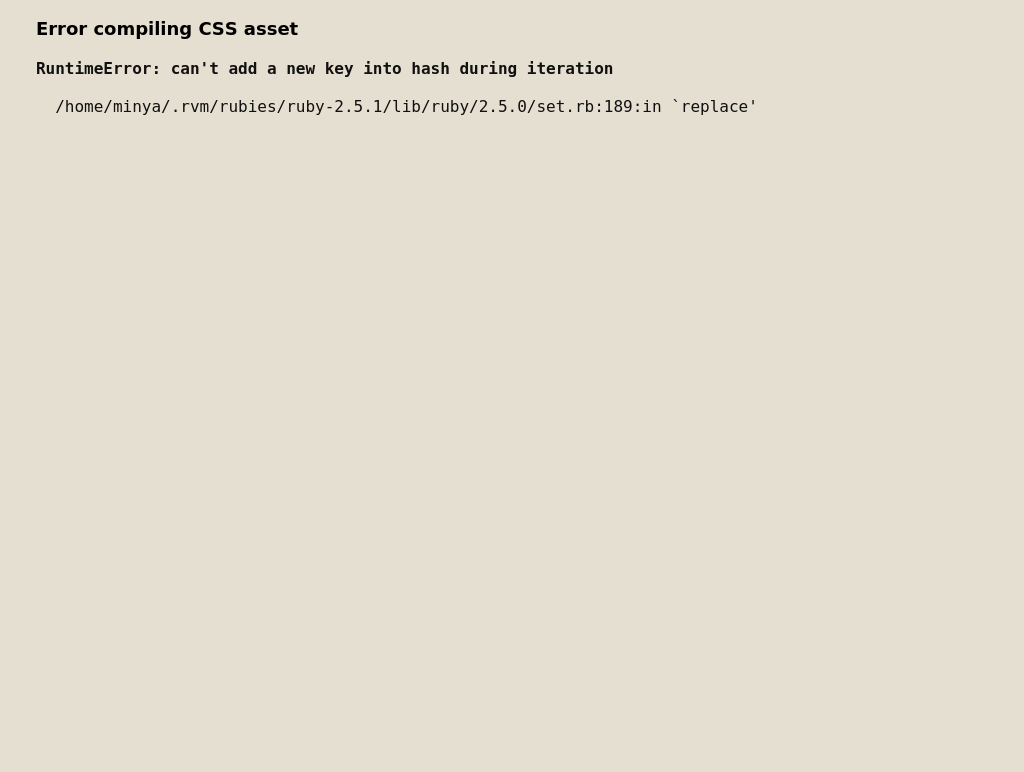 Error compiling CSS asset
RuntimeError: can't add a new key into hash during iteration
/home/minya/.rvm/rubies/ruby-2.5.1/lib/ruby/2.5.0/set.rb:189:in `replace'